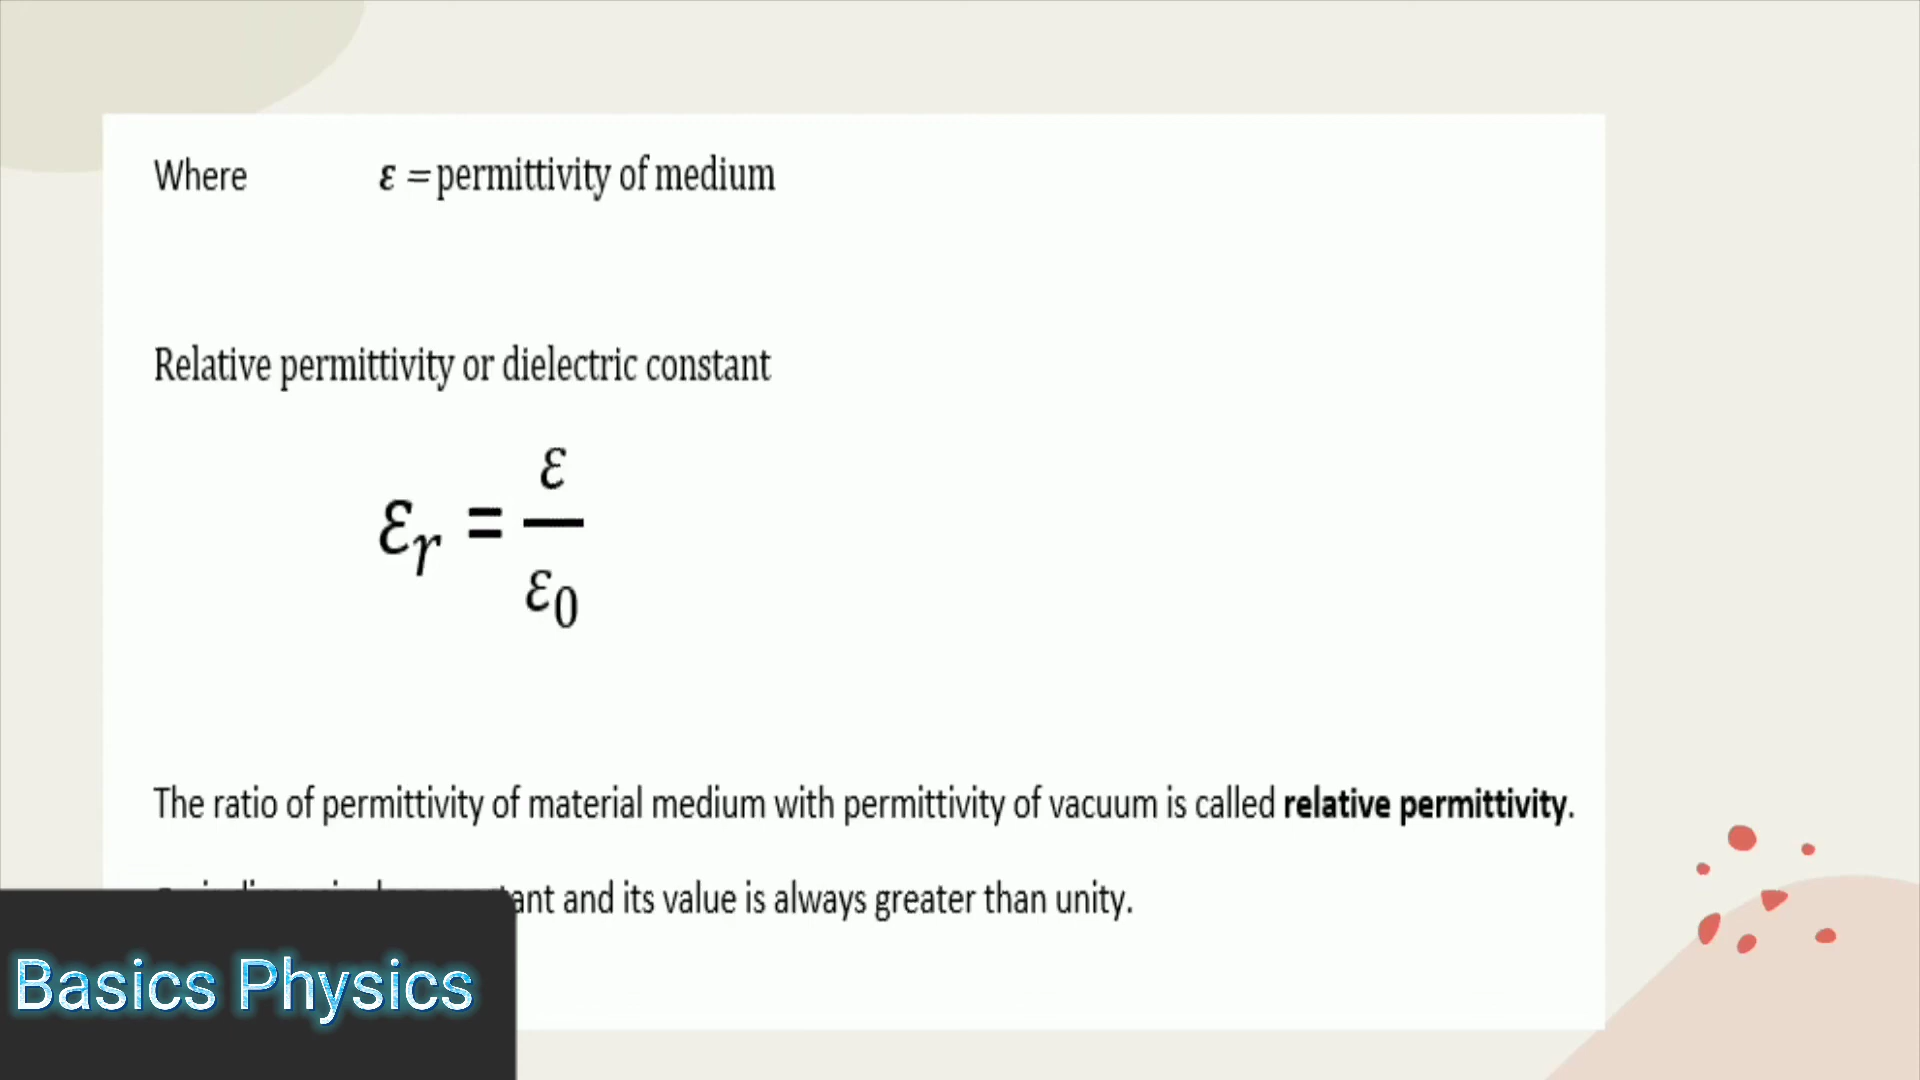 Where ε = permittivity of medium
Relative permittivity or dielectric constant
εr = ε / ε0
The ratio of permittivity of material medium with permittivity of vacuum is called relative permittivity.
and its value is always greater than unity.
Basics Physics